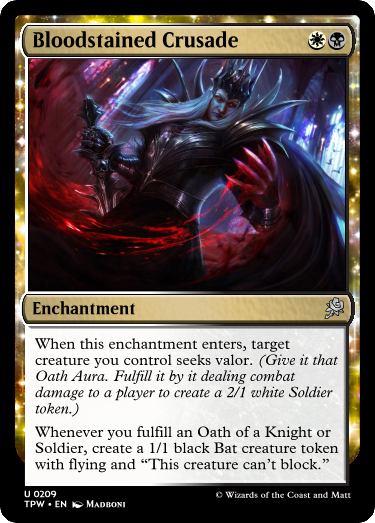 Bloodstained Crusade
Enchantment
When this enchantment enters, target
creature you control seeks valor. (Give it that
Oath Aura. Fulfill it by it dealing combat
damage to a player to create a 2/1 white Soldier
token.)
Whenever you fulfill an Oath of a Knight or
Soldier, create a 1/1 black Bat creature token
with flying and “This creature can't block.”
U 0209
TPW • EN Madboni
© Wizards of the Coast and Matt